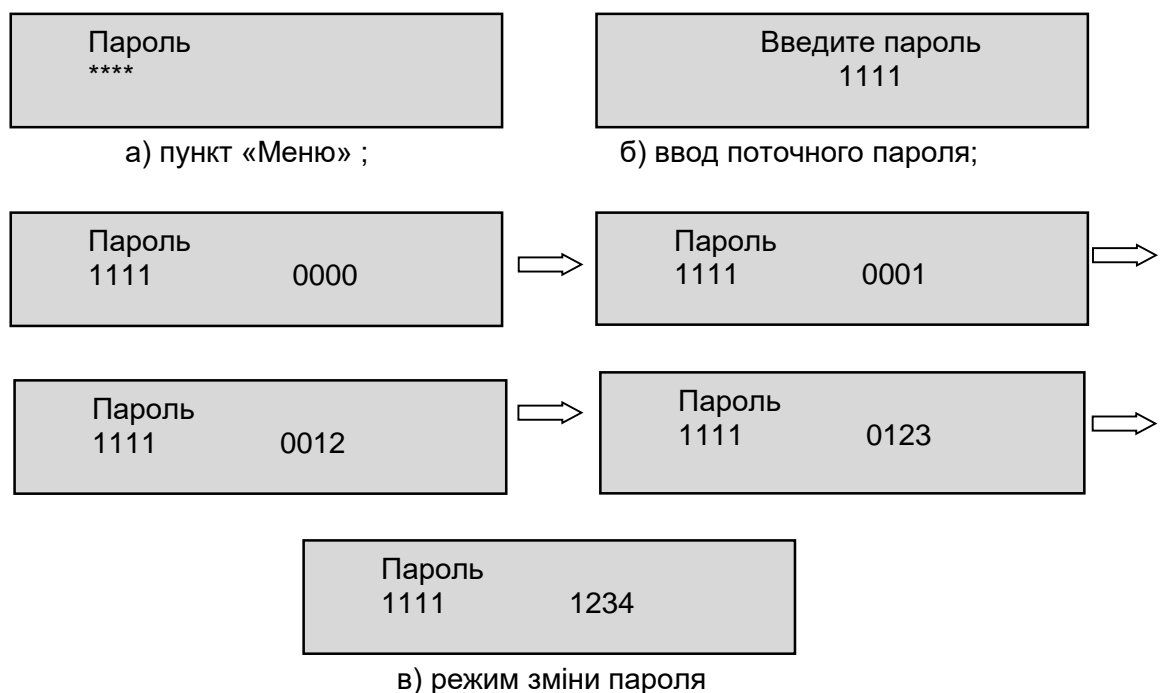 Пароль
****
Введите пароль
1111
а) пункт «Меню» ;
б) ввод поточного пароля;
Пароль
1111 0000
Пароль
1111 0001
Пароль
1111 0012
Пароль
1111 0123
Пароль
1111 1234
в) режим зміни пароля